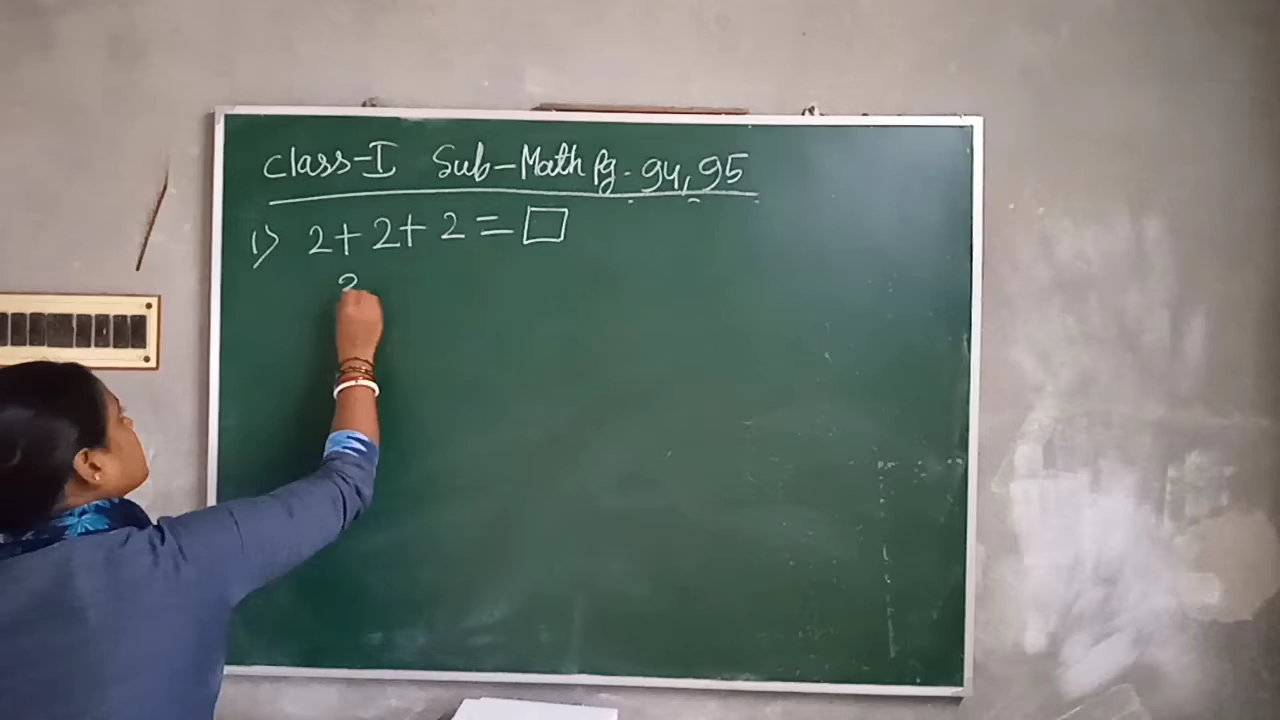 Class-I Sub-Math Pg. 94, 95
1) 2+ 2+ 2 = □